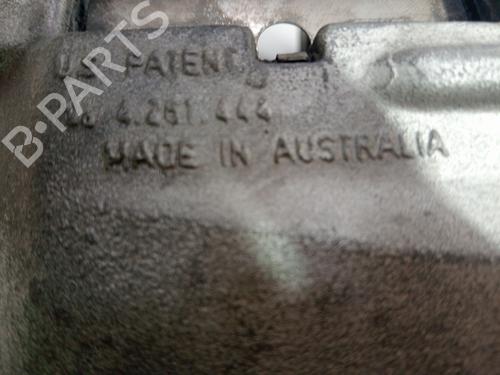 B-PARTS
U.S. PATENT
4.261.444
MADE IN AUSTRALIA